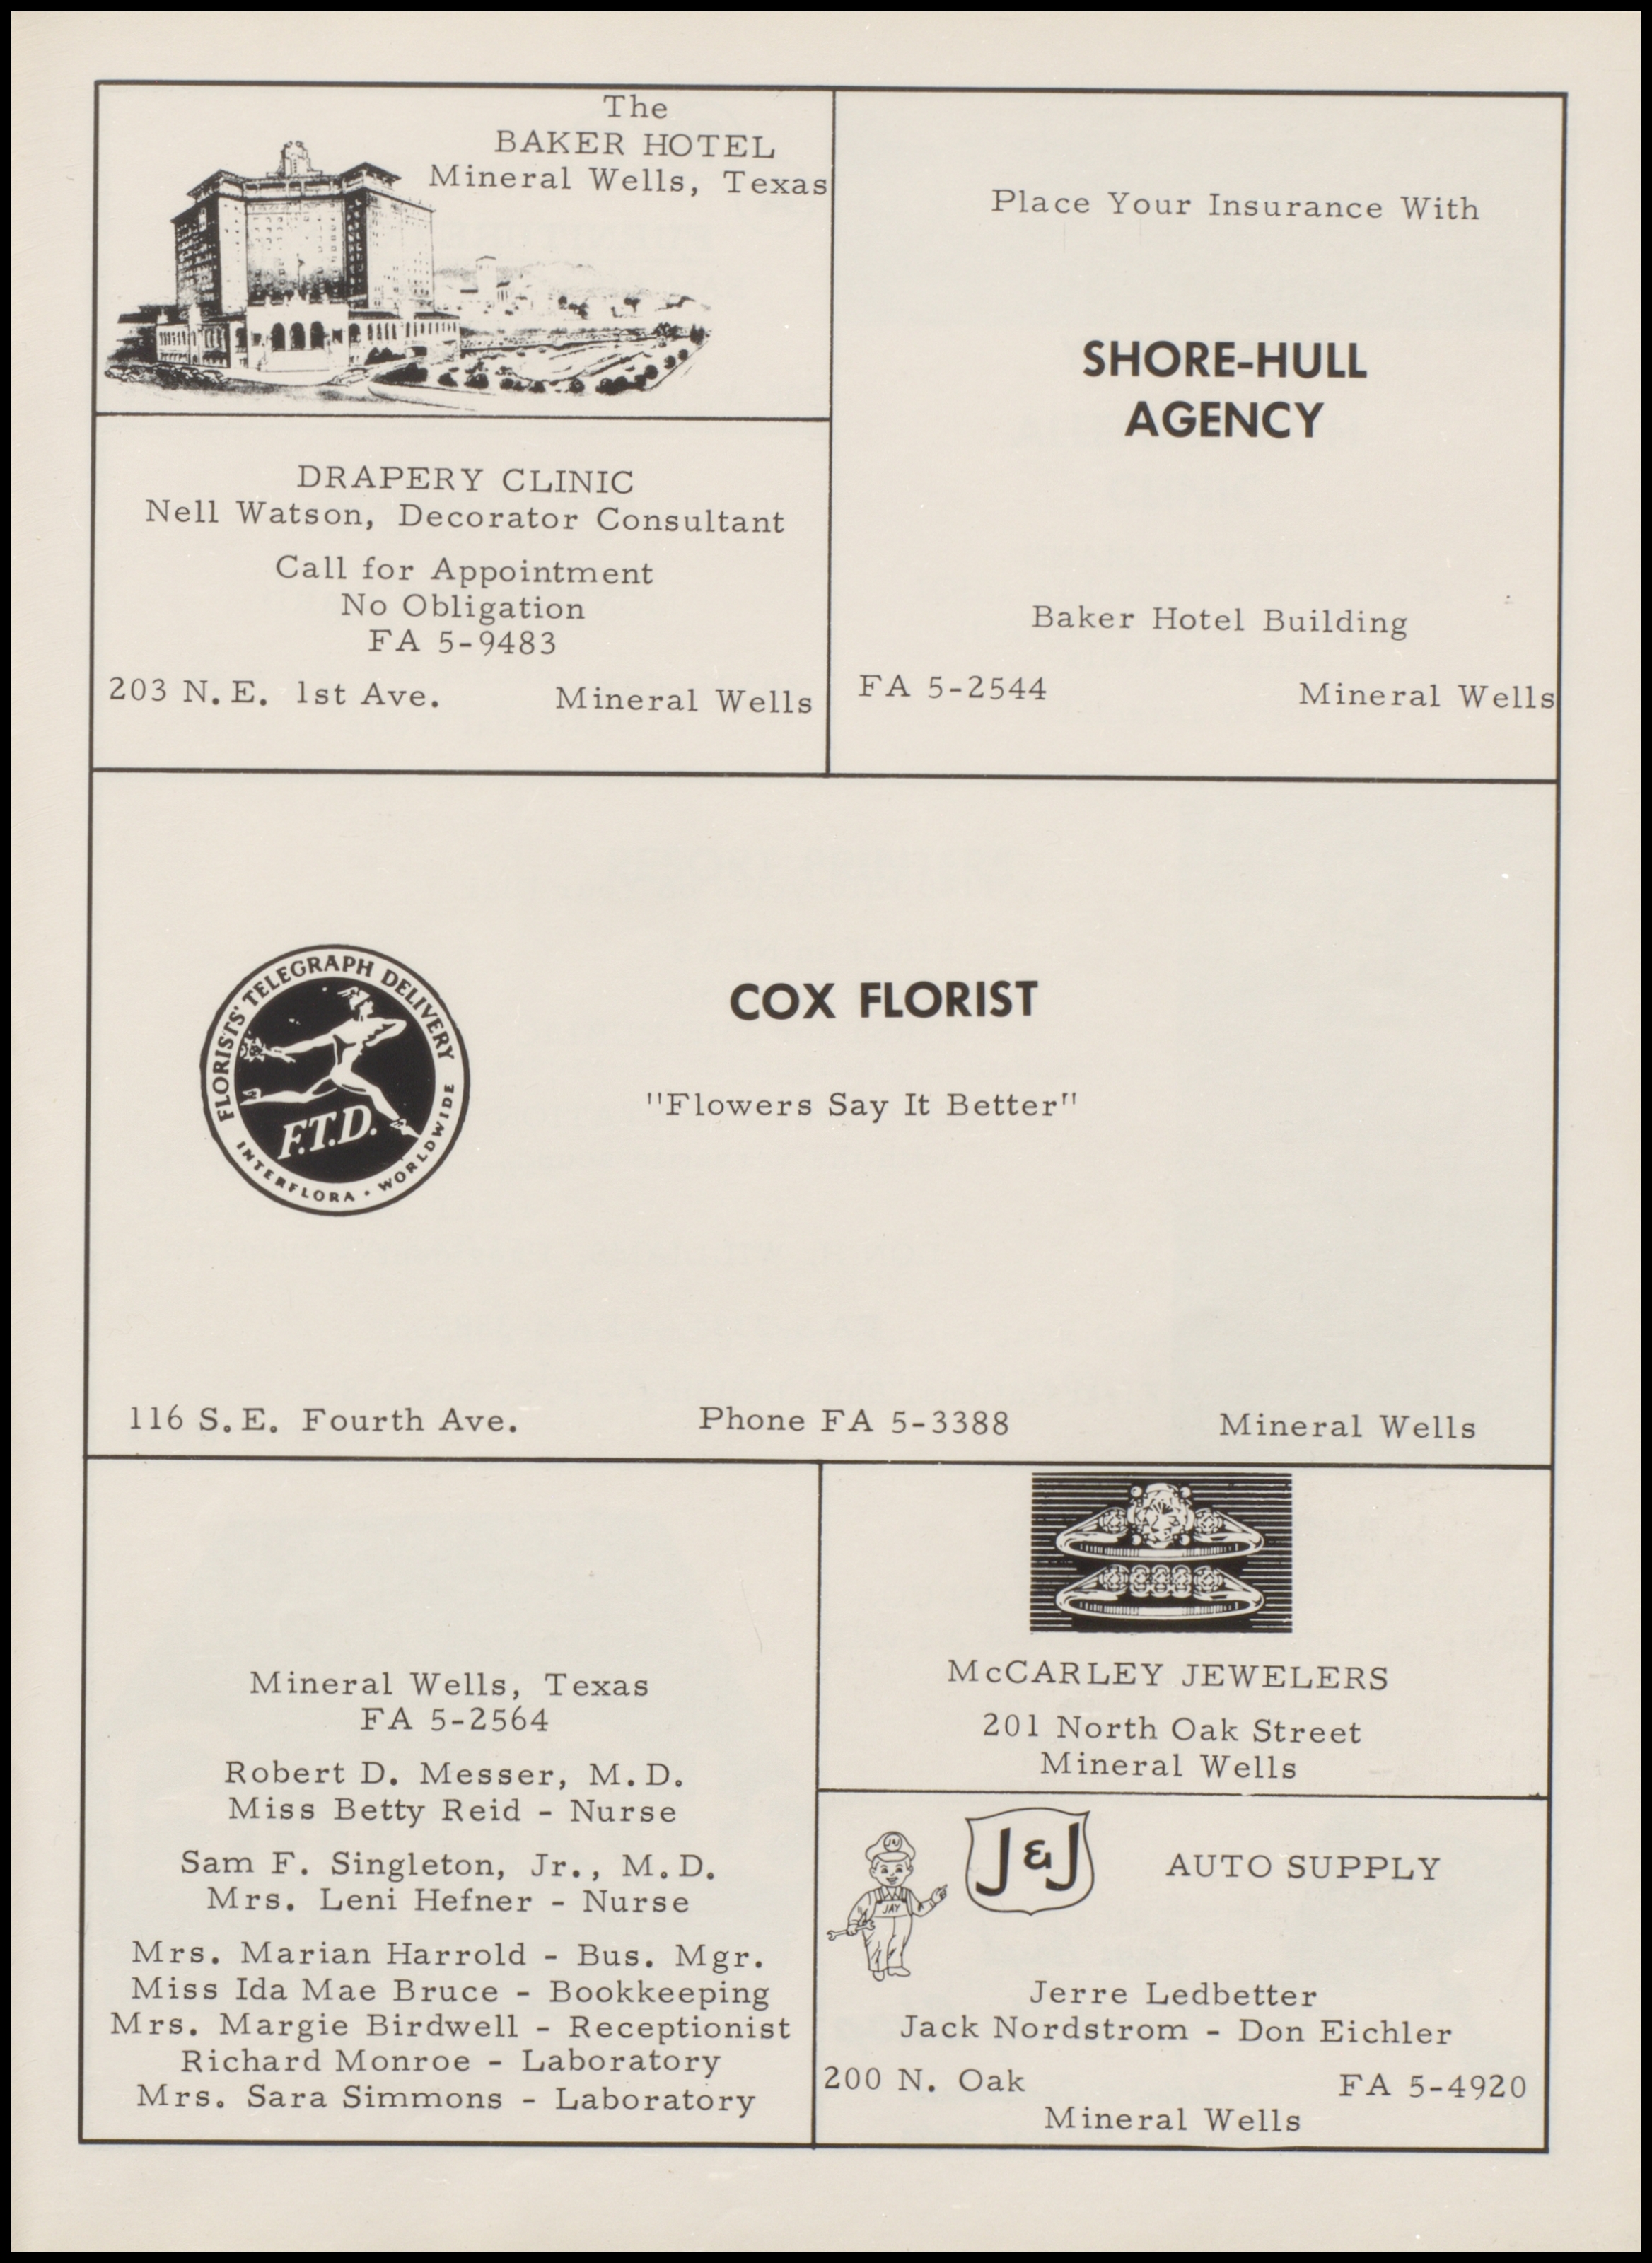 The
BAKER HOTEL
Mineral Wells, Texas
Place Your Insurance With
SHORE-HULL
AGENCY
Baker Hotel Building
FA 5-2544 Mineral Wells
DRAPERY CLINIC
Nell Watson, Decorator Consultant
Call for Appointment
No Obligation
FA 5-9483
203 N.E. 1st Ave. Mineral Wells
FLORISTS' TELEGRAPH DELIVERY
F.T.D.
INTERFLORA · WORLDWIDE
COX FLORIST
"Flowers Say It Better"
116 S.E. Fourth Ave. Phone FA 5-3388 Mineral Wells
Mineral Wells, Texas
FA 5-2564
Robert D. Messer, M.D.
Miss Betty Reid - Nurse
Sam F. Singleton, Jr., M.D.
Mrs. Leni Hefner - Nurse
Mrs. Marian Harrold - Bus. Mgr.
Miss Ida Mae Bruce - Bookkeeping
Mrs. Margie Birdwell - Receptionist
Richard Monroe - Laboratory
Mrs. Sara Simmons - Laboratory
McCARLEY JEWELERS
201 North Oak Street
Mineral Wells
J&J
JAY
AUTO SUPPLY
Jerre Ledbetter
Jack Nordstrom - Don Eichler
200 N. Oak FA 5-4920
Mineral Wells